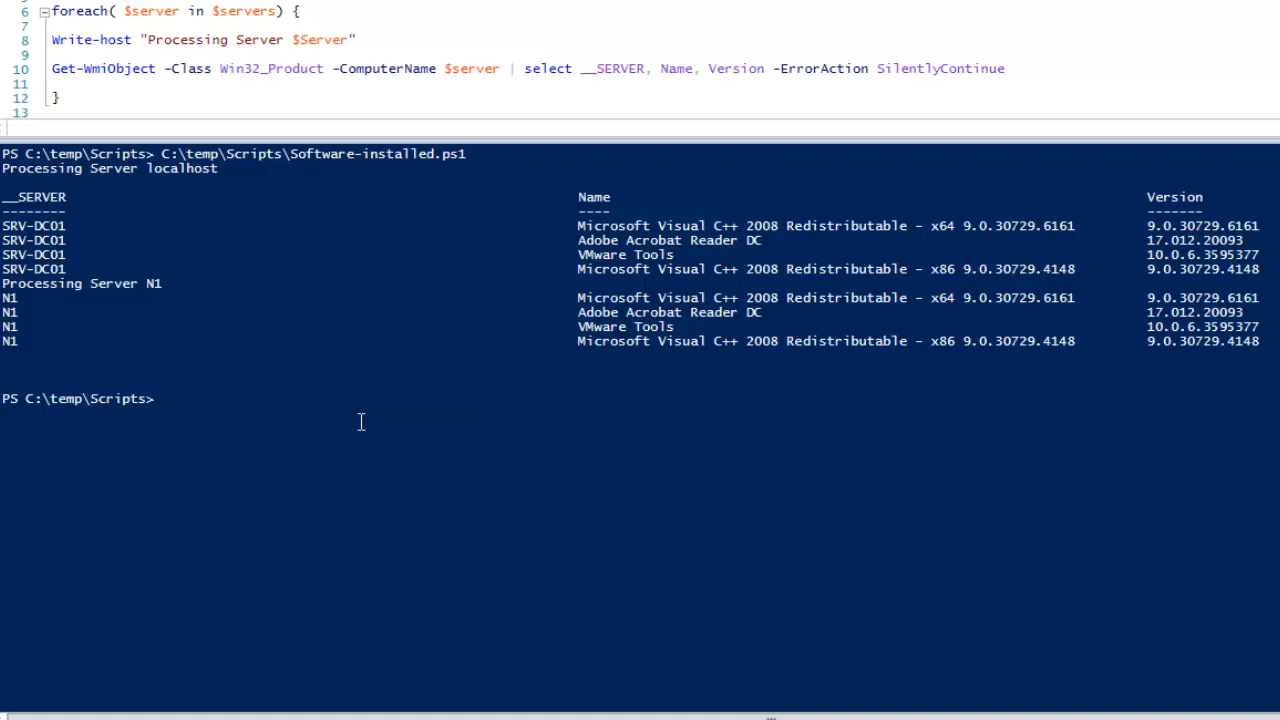 6 foreach( $server in $servers) {
7
8 Write-host "Processing Server $Server"
9
10 Get-WmiObject -Class Win32_Product -ComputerName $server | select __SERVER, Name, Version -ErrorAction SilentlyContinue
11
12 }
13
PS C:\temp\Scripts> C:\temp\Scripts\Software-installed.ps1
Processing Server localhost
__SERVER Name Version
-------- ---- -------
SRV-DC01 Microsoft Visual C++ 2008 Redistributable - x64 9.0.30729.6161 9.0.30729.6161
SRV-DC01 Adobe Acrobat Reader DC 17.012.20093
SRV-DC01 VMware Tools 10.0.6.3595377
SRV-DC01 Microsoft Visual C++ 2008 Redistributable - x86 9.0.30729.4148 9.0.30729.4148
Processing Server N1
N1 Microsoft Visual C++ 2008 Redistributable - x64 9.0.30729.6161 9.0.30729.6161
N1 Adobe Acrobat Reader DC 17.012.20093
N1 VMware Tools 10.0.6.3595377
N1 Microsoft Visual C++ 2008 Redistributable - x86 9.0.30729.4148 9.0.30729.4148
PS C:\temp\Scripts>